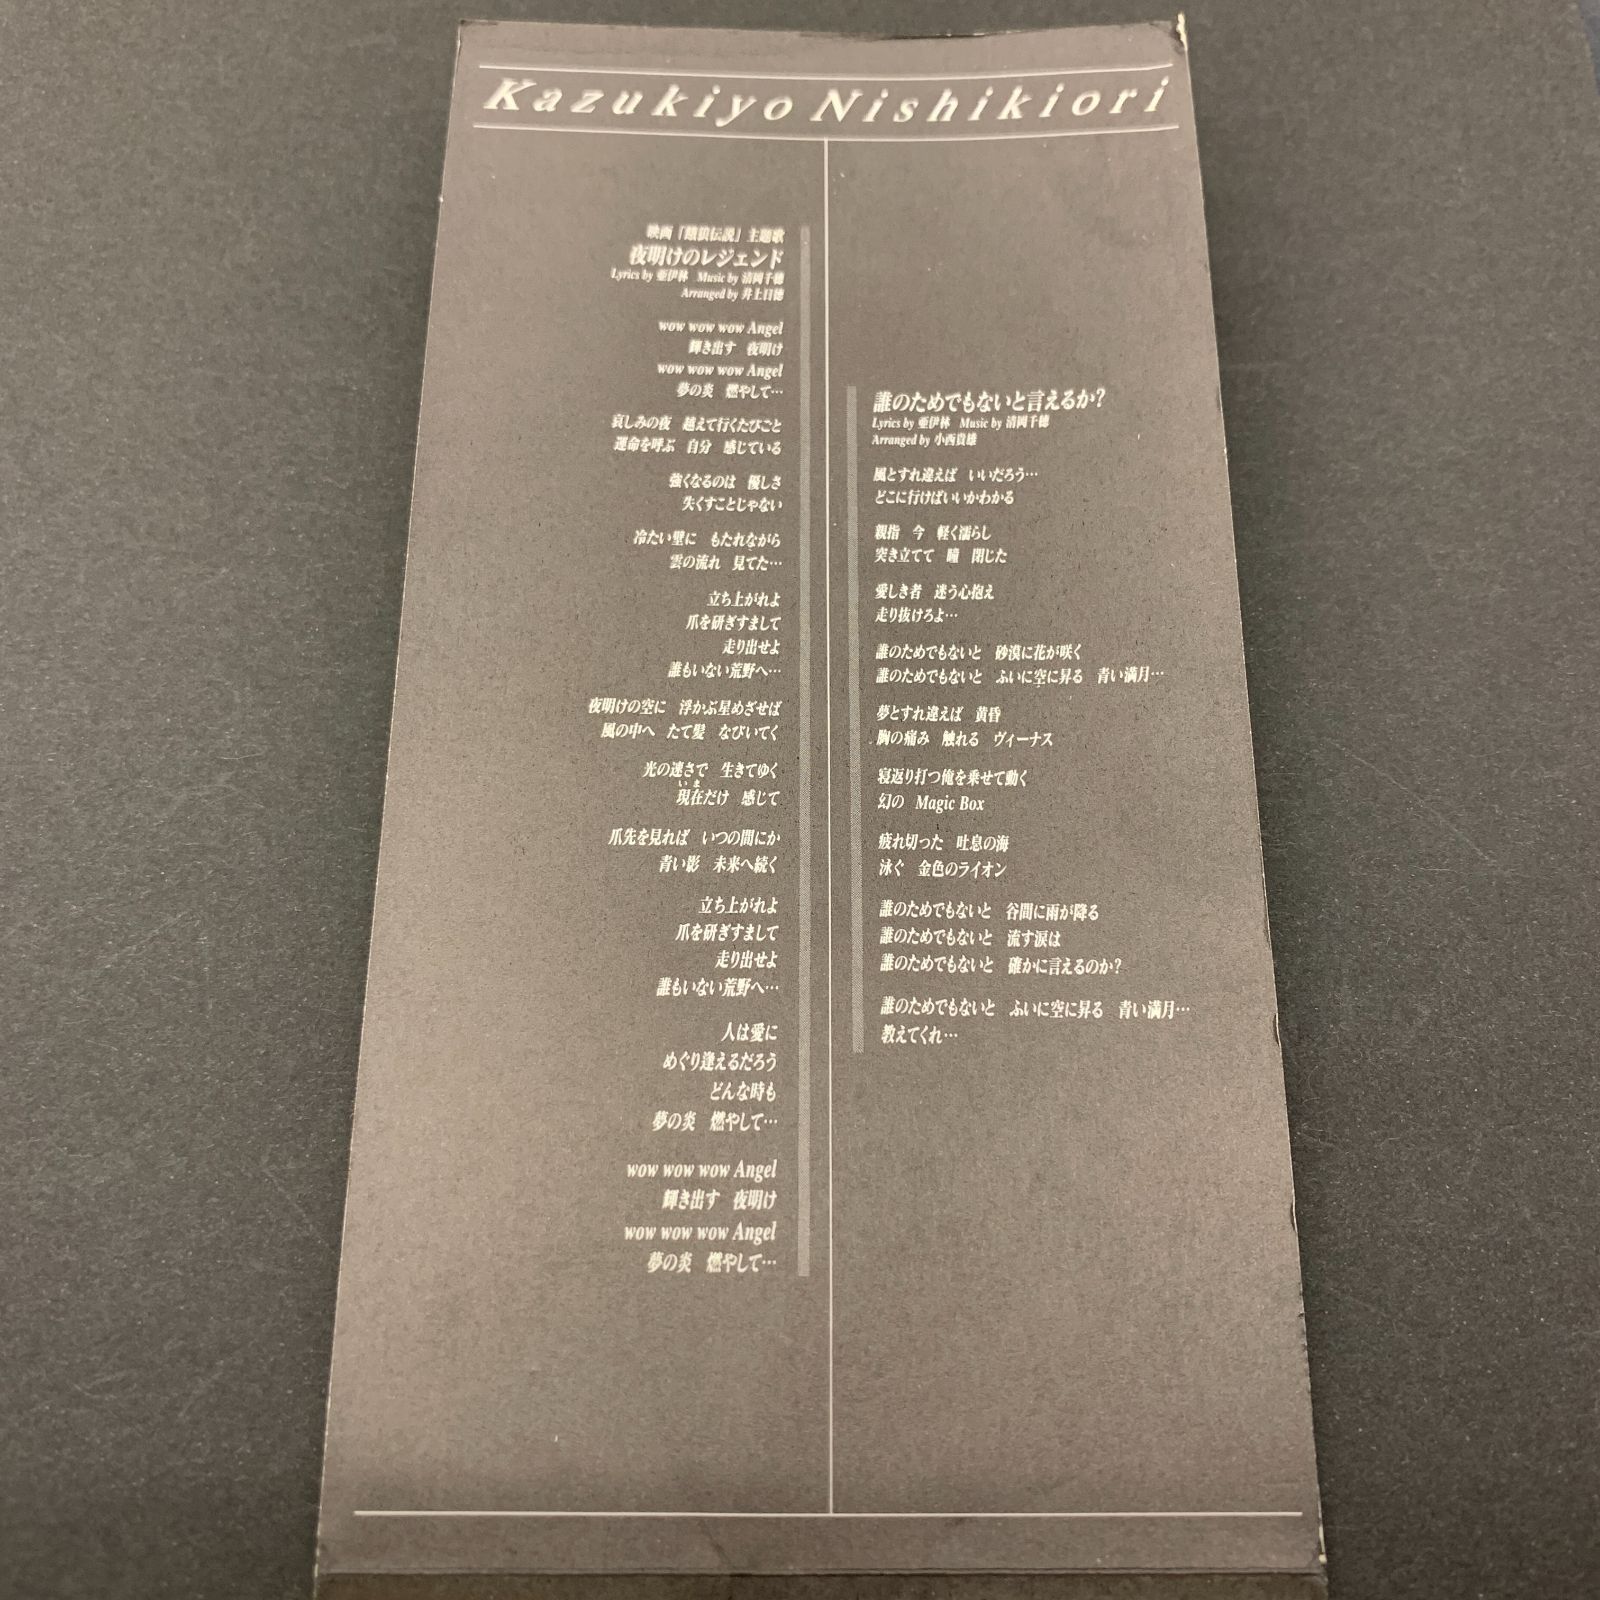 Kazukiyo Nishikiori
映画「餓狼伝説」主題歌
夜明けのレジェンド
Lyrics by 亜伊林 Music by 清岡千穂
Arranged by 井上日徳
wow wow wow Angel
輝き出す 夜明け
wow wow wow Angel
夢の炎 燃やして…
哀しみの夜 越えて行くたびごと
運命を呼ぶ 自分 感じている
強くなるのは 優しさ
失くすことじゃない
冷たい壁に もたれながら
雲の流れ 見てた…
立ち上がれよ
爪を研ぎすまして
走り出せよ
誰もいない荒野へ…
夜明けの空に 浮かぶ星めざせば
風の中へ たて髪 なびいてく
光の速さで 生きてゆく
いま
現在だけ 感じて
爪先を見れば いつの間にか
青い影 未来へ続く
立ち上がれよ
爪を研ぎすまして
走り出せよ
誰もいない荒野へ…
人は愛に
めぐり逢えるだろう
どんな時も
夢の炎 燃やして…
wow wow wow Angel
輝き出す 夜明け
wow wow wow Angel
夢の炎 燃やして…
誰のためでもないと言えるか?
Lyrics by 亜伊林 Music by 清岡千穂
Arranged by 小西貴雄
風とすれ違えば いいだろう…
どこに行けばいいかわかる
親指 今 軽く濡らし
突き立てて 瞳 閉じた
愛しき者 迷う心抱え
走り抜けろよ…
誰のためでもないと 砂漠に花が咲く
誰のためでもないと ふいに空に昇る 青い満月…
夢とすれ違えば 黄昏
胸の痛み 触れる ヴィーナス
寝返り打つ俺を乗せて動く
幻の Magic Box
疲れ切った 吐息の海
泳ぐ 金色のライオン
誰のためでもないと 谷間に雨が降る
誰のためでもないと 流す涙は
誰のためでもないと 確かに言えるのか?
誰のためでもないと ふいに空に昇る 青い満月…
教えてくれ…